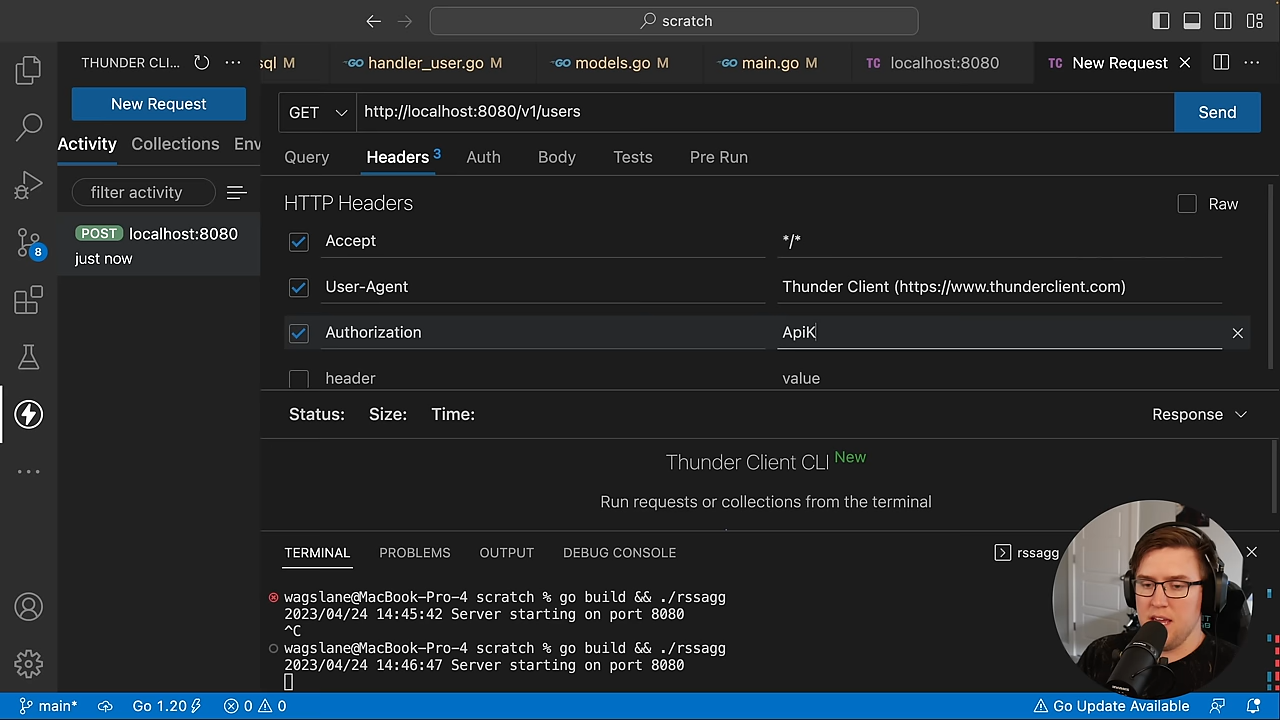 scratch
THUNDER CLI...
sql M
GO handler_user.go M
GO models.go M
GO main.go M
TC localhost:8080
TC New Request
New Request
Activity Collections Env
filter activity
POST localhost:8080
just now
GET http://localhost:8080/v1/users Send
Query Headers 3 Auth Body Tests Pre Run
HTTP Headers Raw
Accept */*
User-Agent Thunder Client (https://www.thunderclient.com)
Authorization ApiK
header value
Status: Size: Time: Response
Thunder Client CLI New
Run requests or collections from the terminal
TERMINAL PROBLEMS OUTPUT DEBUG CONSOLE rssagg
wagslane@MacBook-Pro-4 scratch % go build && ./rssagg
2023/04/24 14:45:42 Server starting on port 8080
^C
wagslane@MacBook-Pro-4 scratch % go build && ./rssagg
2023/04/24 14:46:47 Server starting on port 8080
8
main* Go 1.20 0 0 Go Update Available